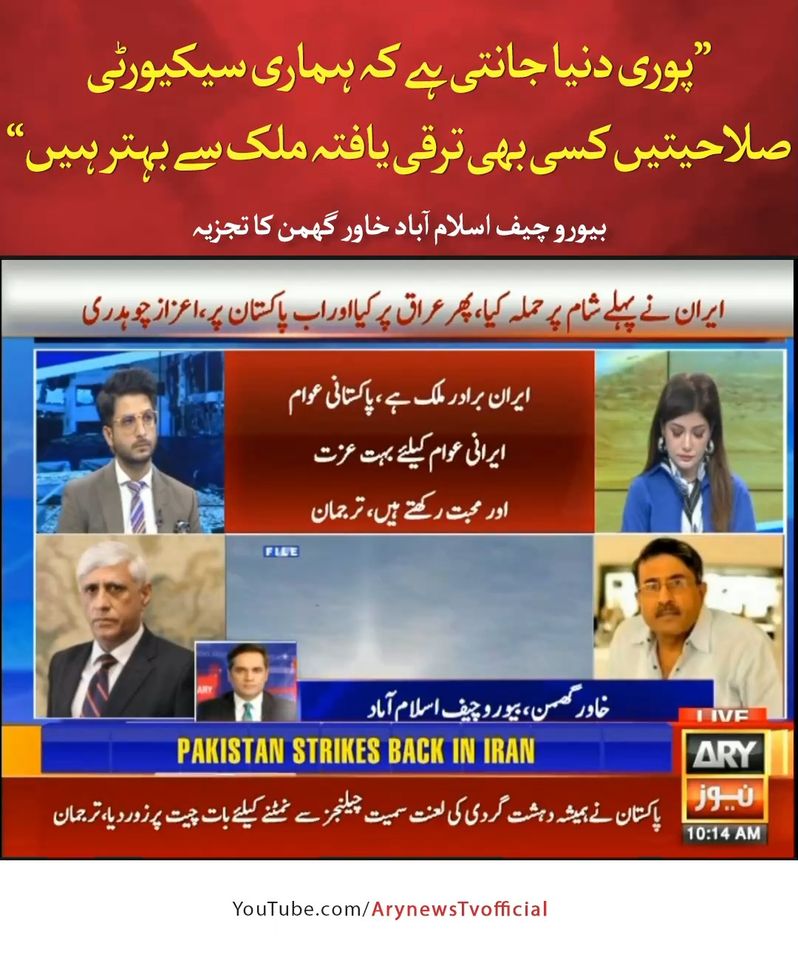 ”پوری دنیا جانتی ہے کہ ہماری سیکیورٹی
صلاحیتیں کسی بھی ترقی یافتہ ملک سے بہتر ہیں“
بیورو چیف اسلام آباد خاور گھمن کا تجزیہ
ایران نے پہلے شام پر حملہ کیا، پھر عراق پر کیا اور اب پاکستان پر، اعزاز چوہدری
ایران برادر ملک ہے، پاکستانی عوام
ایرانی عوام کیلئے بہت عزت
اور محبت رکھتے ہیں، ترجمان
FILE
ARY
خاور گھمن، بیورو چیف اسلام آباد
LIVE
PAKISTAN STRIKES BACK IN IRAN
ARY
نیوز
پاکستان نے ہمیشہ دہشت گردی کی لعنت سمیت چیلنجز سے نمٹنے کیلئے بات چیت پر زور دیا، ترجمان
10:14 AM
YouTube.com/ArynewsTvofficial